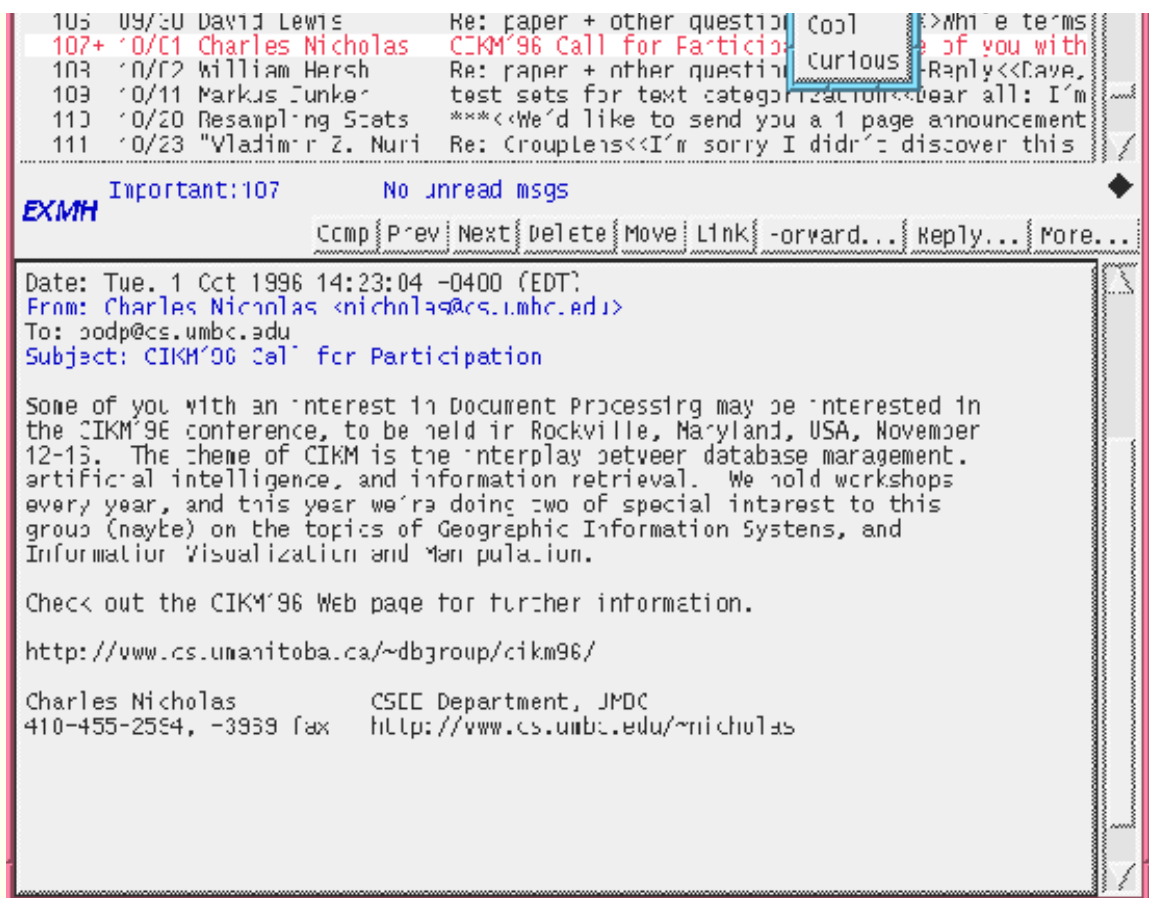 106 09/30 David Lewis Re: paper + other questio >While terms
107+ 10/01 Charles Nicholas CIKM'96 Call for Participa e of you with
108 10/02 William Hersh Re: paper + other questio -Reply<<Dave,
109 10/11 Markus Junker test sets for text categorization<<Dear all: I'm
110 10/20 Resampling Stats ***<<We'd like to send you a 1 page announcement
111 10/23 "Vladimir Z. Nuri Re: GroupLens<<I'm sorry I didn't discover this
Cool
Curious
EXMH Important:107 No unread msgs
Comp Prev Next Delete Move Link Forward... Reply... More...
Date: Tue, 1 Oct 1996 14:23:04 -0400 (EDT)
From: Charles Nicholas <nicholas@cs.umbc.edu>
To: podp@cs.umbc.edu
Subject: CIKM'96 Call for Participation
Some of you with an interest in Document Processing may be interested in
the CIKM'96 conference, to be held in Rockville, Maryland, USA, November
12-16. The theme of CIKM is the interplay between database management,
artificial intelligence, and information retrieval. We hold workshops
every year, and this year we're doing two of special interest to this
group (maybe) on the topics of Geographic Information Systems, and
Information Visualization and Manipulation.
Check out the CIKM'96 Web page for further information.
http://www.cs.umanitoba.ca/~dbgroup/cikm96/
Charles Nicholas CSEE Department, UMBC
410-455-2594, -3969 fax http://www.cs.umbc.edu/~nicholas